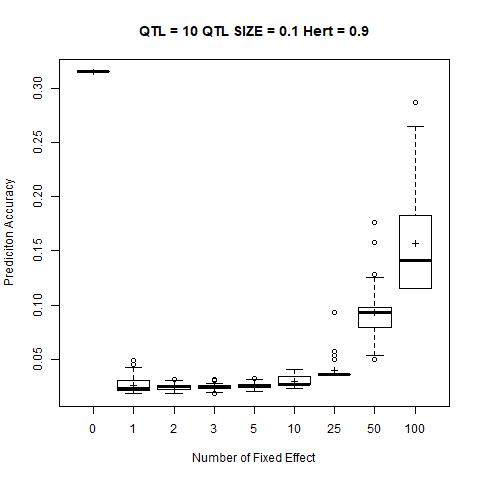 QTL = 10 QTL SIZE = 0.1 Hert = 0.9
Prediciton Accuracy
0.30
0.25
0.20
0.15
0.10
0.05
0 1 2 3 5 10 25 50 100
Number of Fixed Effect